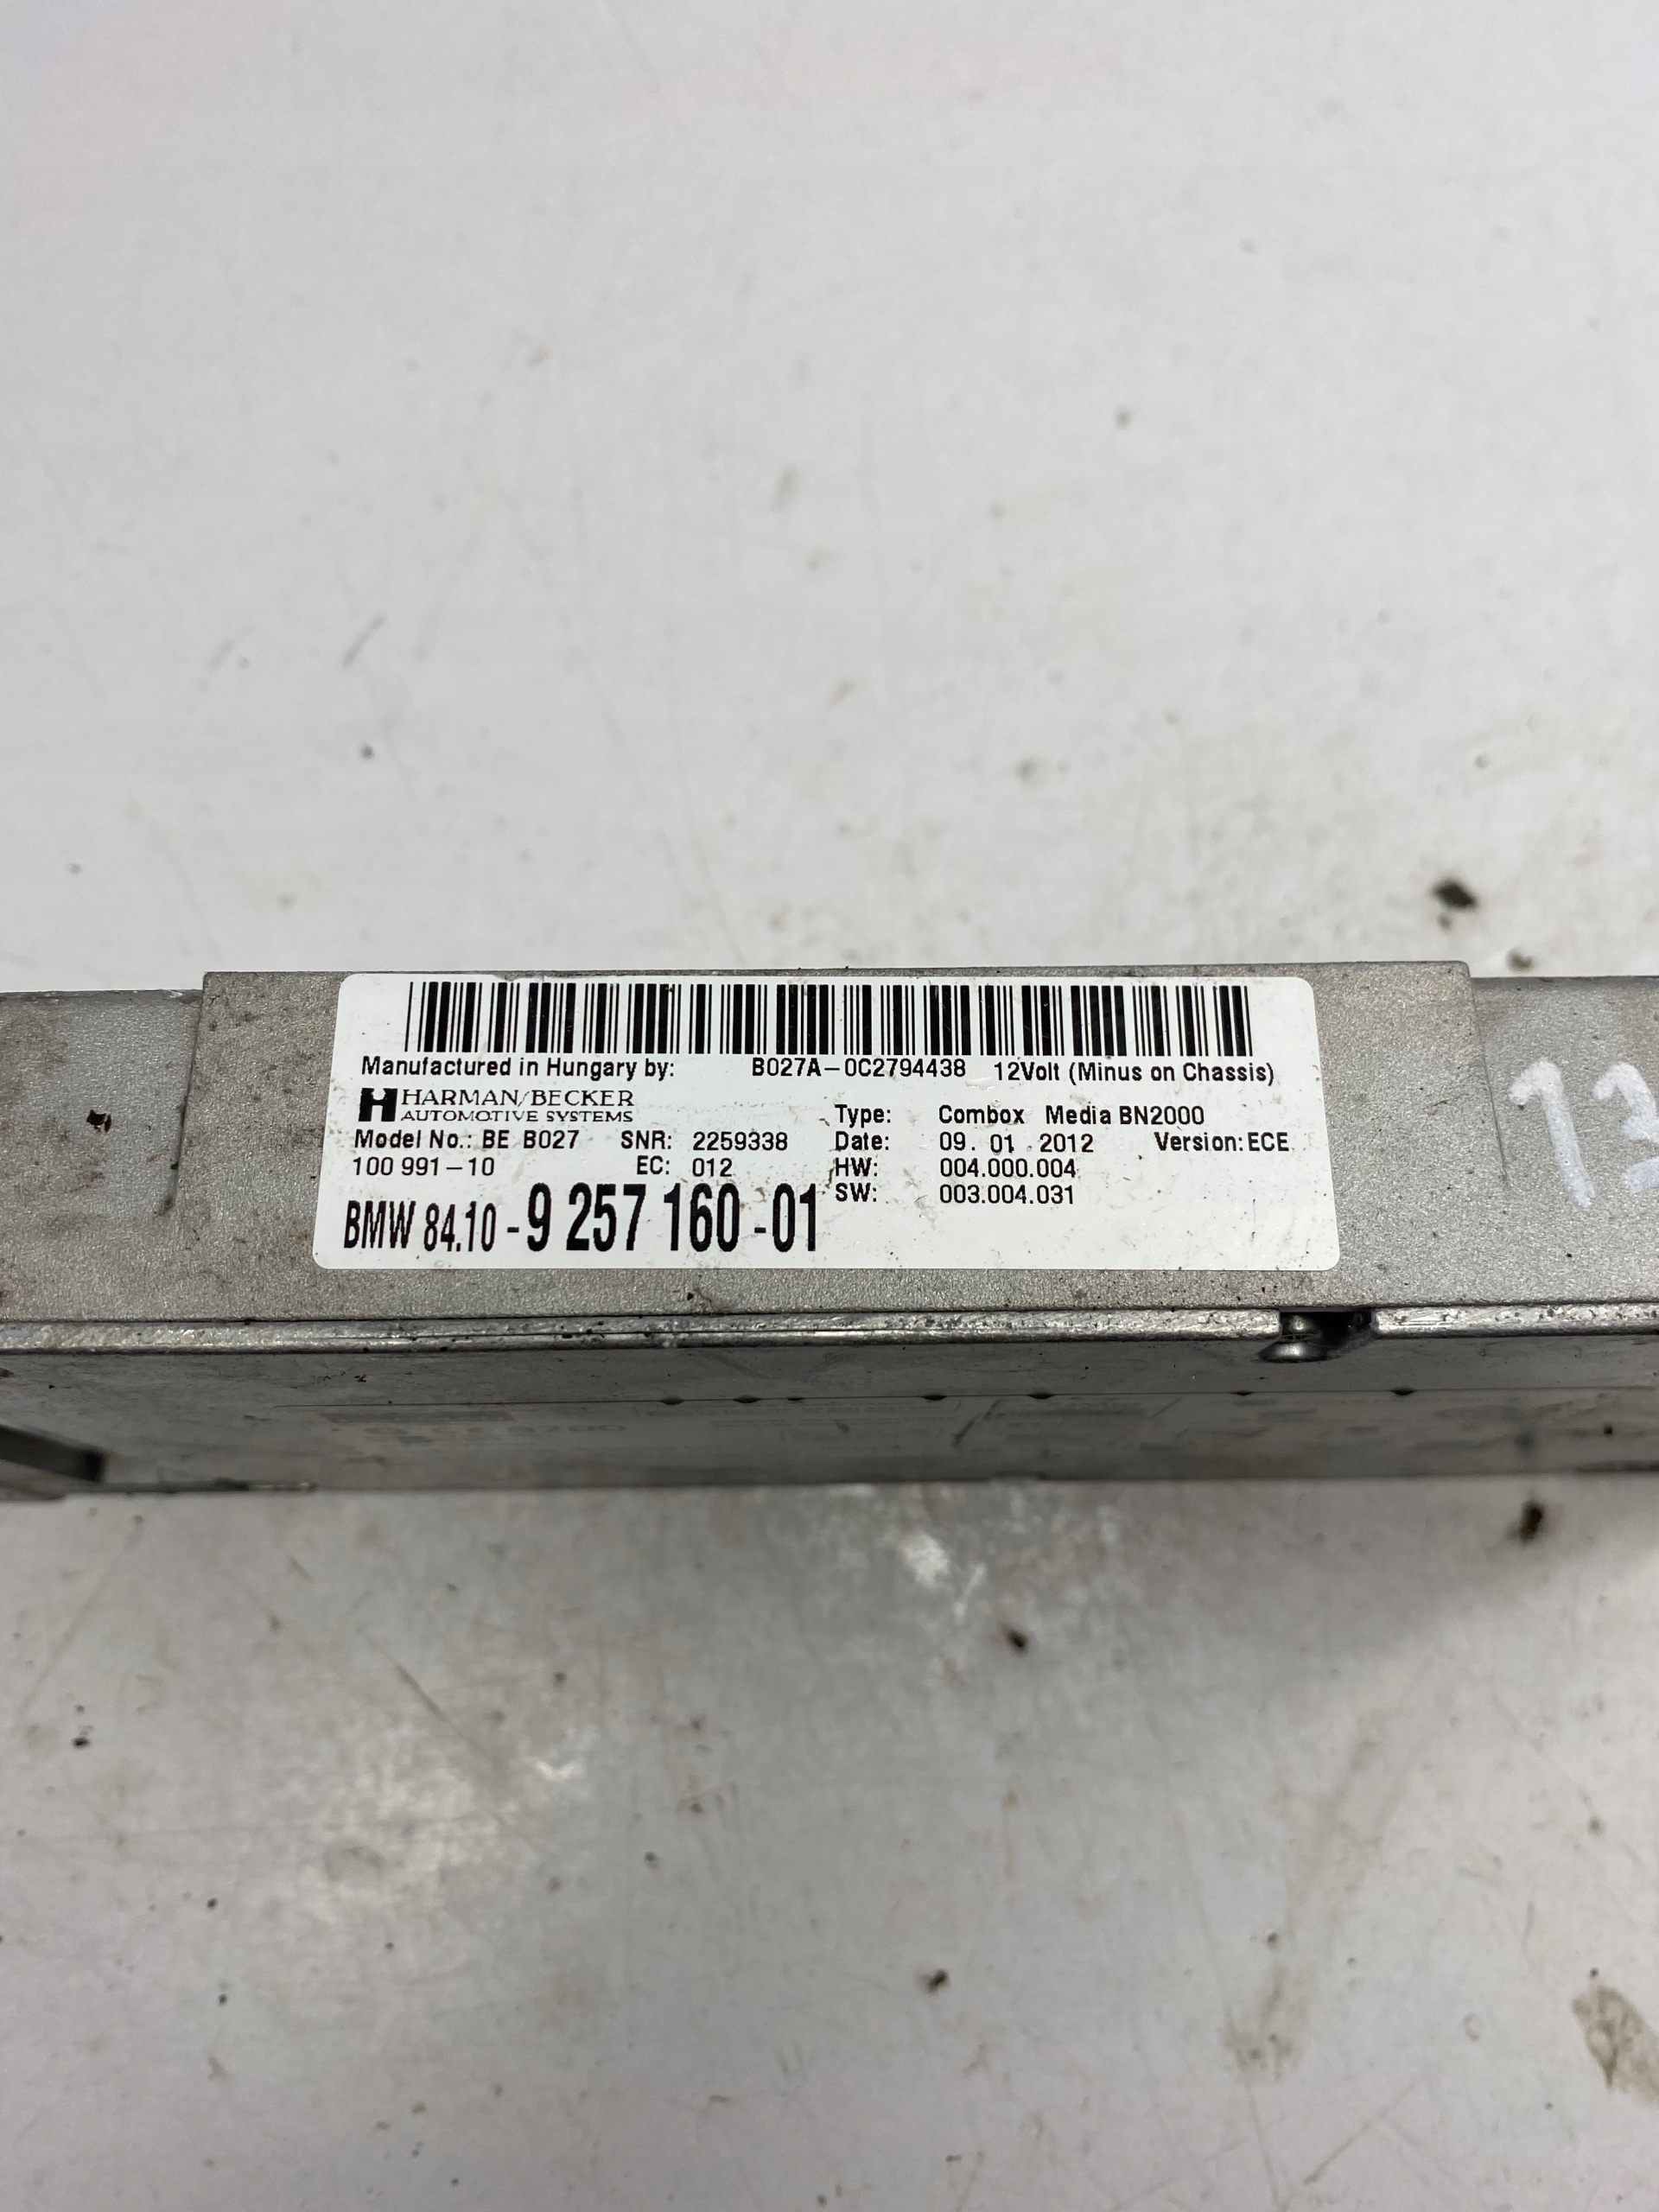 Manufactured in Hungary by: B027A-0C2794438 12Volt (Minus on Chassis)
HARMAN/BECKER
AUTOMOTIVE SYSTEMS
Type: Combox Media BN2000
Model No.: BE B027 SNR: 2259338 Date: 09. 01 2012 Version: ECE
100 991-10 EC: 012 HW: 004.000.004
SW: 003.004.031
BMW 84.10 - 9 257 160 -01
13